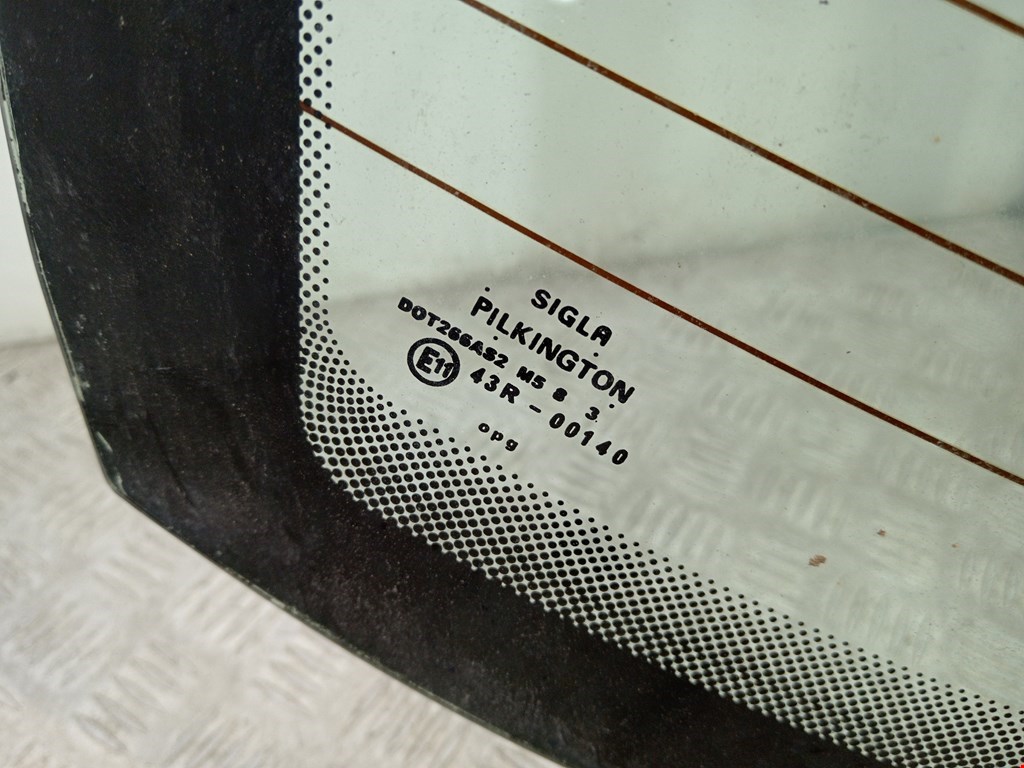 SIGLA
PILKINGTON
DOT266AS2 M5 8 3
E11 43R - 00140
opg